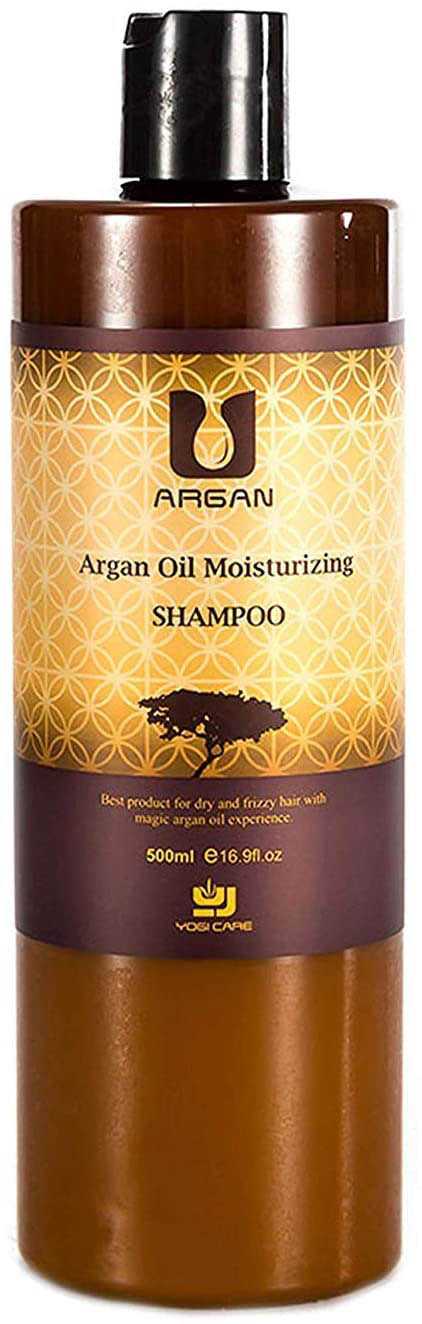 ARGAN
Argan Oil Moisturizing
SHAMPOO
Best product for dry and frizzy hair with
magic argan oil experience.
500ml ℮16.9fl.oz
YOGI CARE